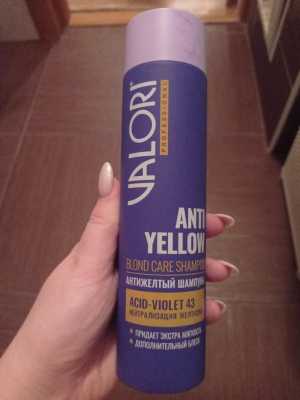 VALORI
PROFESSIONAL
ANTI
YELLOW
BLOND CARE SHAMPOO
АНТИЖЕЛТЫЙ ШАМПУНЬ
ACID-VIOLET 43
НЕЙТРАЛИЗАЦИЯ ЖЕЛТИЗНЫ
• ПРИДАЕТ ЭКСТРА МЯГКОСТЬ
• ДОПОЛНИТЕЛЬНЫЙ БЛЕСК